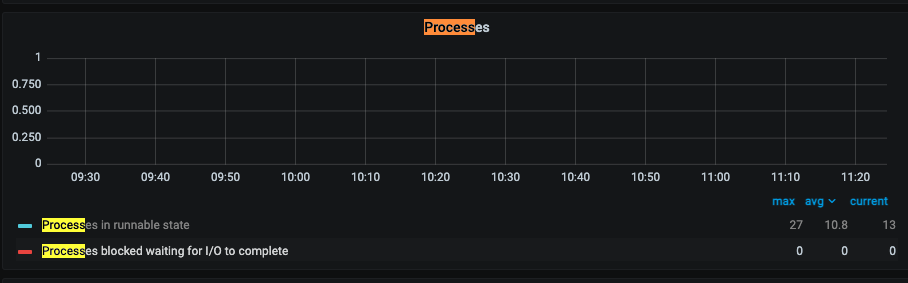 Processes
1
0.750
0.500
0.250
0
09:30 09:40 09:50 10:00 10:10 10:20 10:30 10:40 10:50 11:00 11:10 11:20
max avg current
Processes in runnable state 27 10.8 13
Processes blocked waiting for I/O to complete 0 0 0